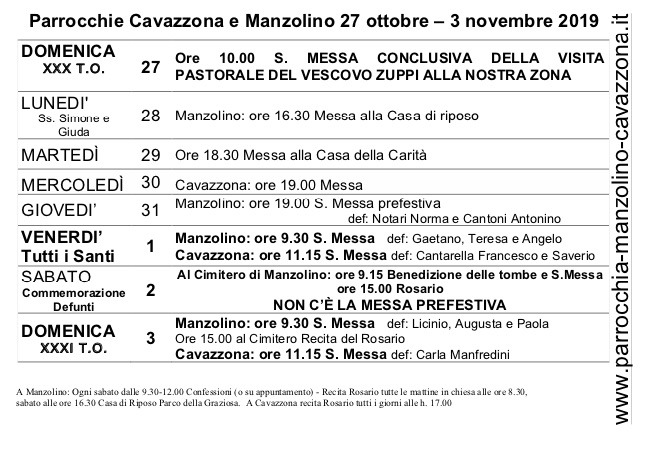 Parrocchie Cavazzona e Manzolino 27 ottobre – 3 novembre 2019
DOMENICA
XXX T.O.
27
Ore 10.00 S. MESSA CONCLUSIVA DELLA VISITA
PASTORALE DEL VESCOVO ZUPPI ALLA NOSTRA ZONA
LUNEDI'
Ss. Simone e
Giuda
28
Manzolino: ore 16.30 Messa alla Casa di riposo
MARTEDÌ
29
Ore 18.30 Messa alla Casa della Carità
MERCOLEDÌ
30
Cavazzona: ore 19.00 Messa
GIOVEDI’
31
Manzolino: ore 19.00 S. Messa prefestiva
def: Notari Norma e Cantoni Antonino
VENERDI’
Tutti i Santi
1
Manzolino: ore 9.30 S. Messa def: Gaetano, Teresa e Angelo
Cavazzona: ore 11.15 S. Messa def: Cantarella Francesco e Saverio
SABATO
Commemorazione
Defunti
2
Al Cimitero di Manzolino: ore 9.15 Benedizione delle tombe e S.Messa
ore 15.00 Rosario
NON C’È LA MESSA PREFESTIVA
DOMENICA
XXXI T.O.
3
Manzolino: ore 9.30 S. Messa def: Licinio, Augusta e Paola
Ore 15.00 al Cimitero Recita del Rosario
Cavazzona: ore 11.15 S. Messa def: Carla Manfredini
A Manzolino: Ogni sabato dalle 9.30-12.00 Confessioni (o su appuntamento) - Recita Rosario tutte le mattine in chiesa alle ore 8.30,
sabato alle ore 16.30 Casa di Riposo Parco della Graziosa. A Cavazzona recita Rosario tutti i giorni alle h. 17.00
www.parrocchia-manzolino-cavazzona.it